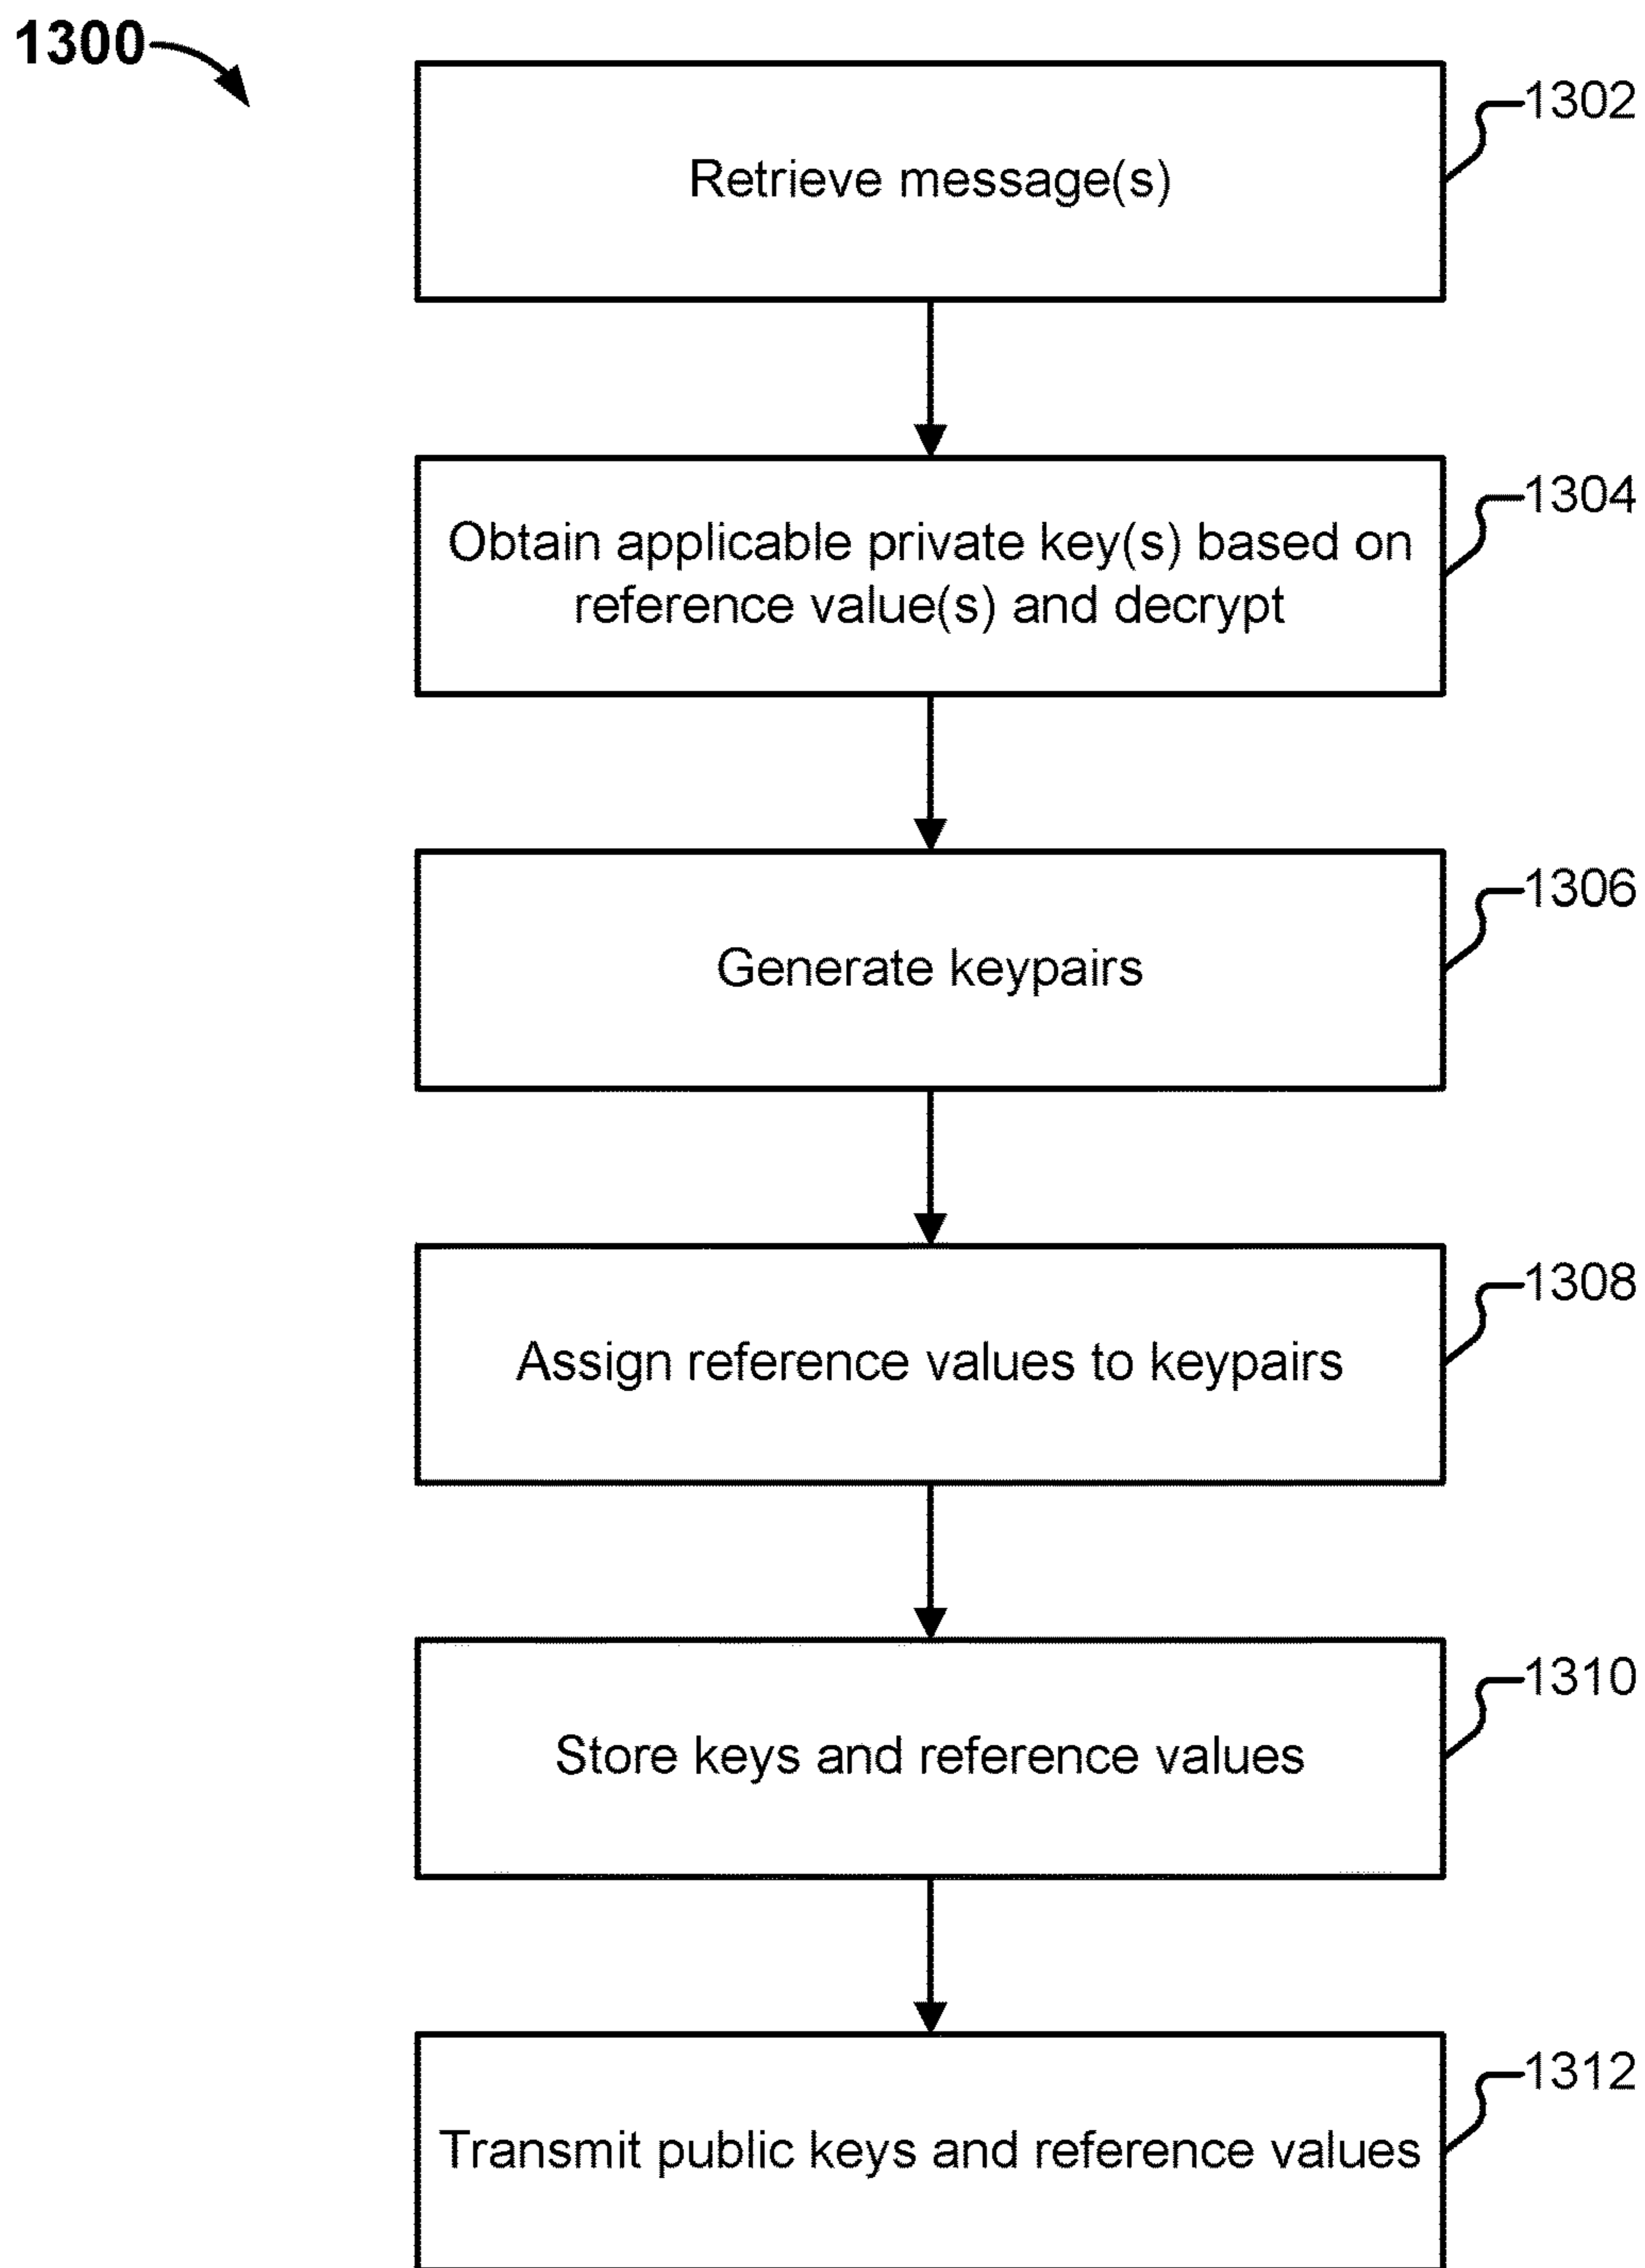 1300
1302
Retrieve message(s)
1304
Obtain applicable private key(s) based on
reference value(s) and decrypt
1306
Generate keypairs
1308
Assign reference values to keypairs
1310
Store keys and reference values
1312
Transmit public keys and reference values